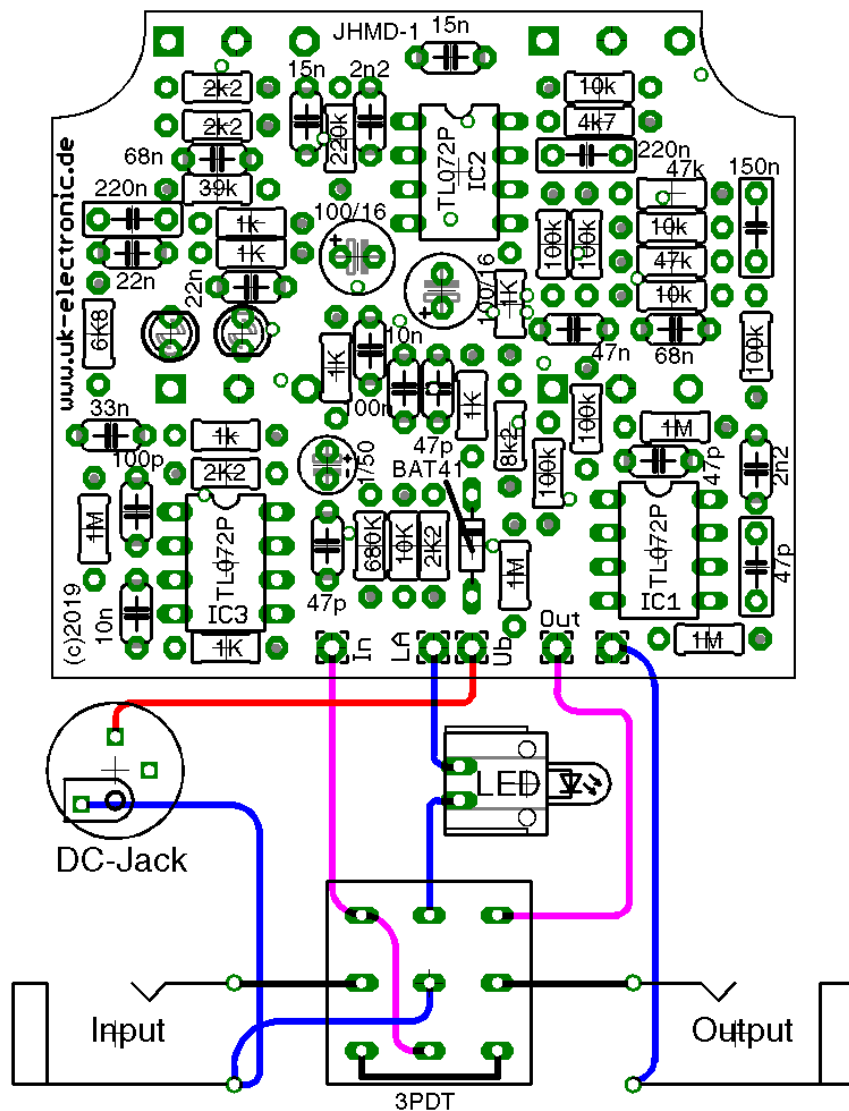 JHMD-1
15n
15n
2n2
2k2
10k
2k2
4k7
220k
TL072P
IC2
68n
220n
47k
150n
39k
220n
1k
100/16
10k
1K
100k
100k
47k
22n
22n
100/16
1K
10k
www.uk-electronic.de
6K8
10n
47n
68n
100k
1K
100n
1K
33n
47p
8k2
100k
1k
1M
100p
2K2
1/50
BAT41
100k
47p
2n2
1M
TL072P
IC3
680K
10K
2K2
TL072P
IC1
47p
1M
10n
47p
(c)2019
1K
In
LA
Ub
Out
1M
LED
DC-Jack
Input
Output
3PDT